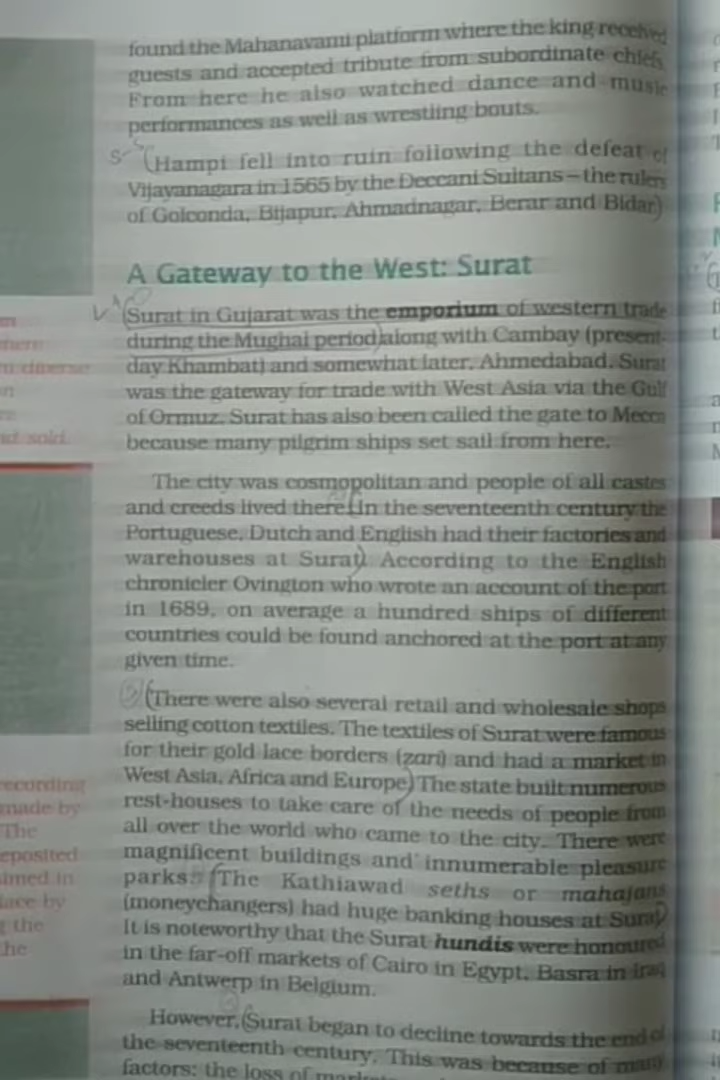 found the Mahanavami platform where the king received
guests and accepted tribute from subordinate chiefs.
From here he also watched dance and music
performances as well as wrestling bouts.
Hampi fell into ruin following the defeat of
Vijayanagara in 1565 by the Deccani Sultans – the rulers
of Golconda, Bijapur, Ahmadnagar, Berar and Bidar)
A Gateway to the West: Surat
(Surat in Gujarat was the emporium of western trade
during the Mughal period) along with Cambay (present-
day Khambat) and somewhat later, Ahmedabad. Surat
was the gateway for trade with West Asia via the Gulf
of Ormuz. Surat has also been called the gate to Mecca
because many pilgrim ships set sail from here.
The city was cosmopolitan and people of all castes
and creeds lived there. (In the seventeenth century the
Portuguese, Dutch and English had their factories and
warehouses at Surat). According to the English
chronicler Ovington who wrote an account of the port
in 1689, on average a hundred ships of different
countries could be found anchored at the port at any
given time.
(There were also several retail and wholesale shops
selling cotton textiles. The textiles of Surat were famous
for their gold lace borders (zari) and had a market in
West Asia, Africa and Europe) The state built numerous
rest-houses to take care of the needs of people from
all over the world who came to the city. There were
magnificent buildings and innumerable pleasure
parks. (The Kathiawad seths or mahajans
(moneychangers) had huge banking houses at Surat)
It is noteworthy that the Surat hundis were honoured
in the far-off markets of Cairo in Egypt, Basra in Iraq
and Antwerp in Belgium.
However, (Surat began to decline towards the end of
the seventeenth century. This was because of many
factors: the loss of
diverse
nd sold.
recording
made by
The
eposited
lace by
g the
the